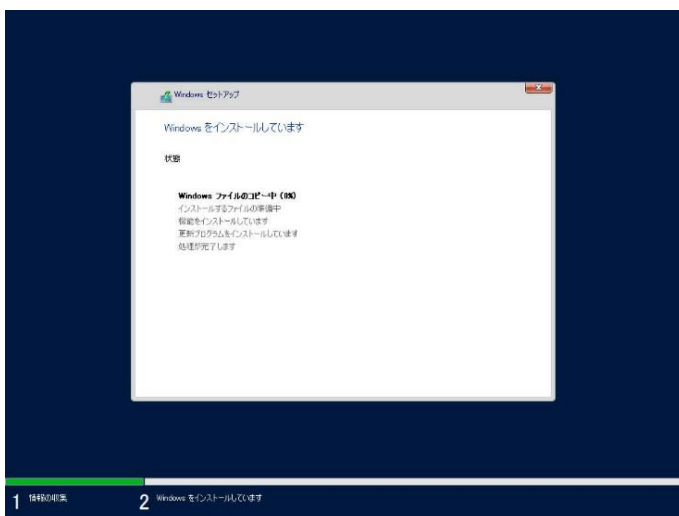 Windows セットアップ
Windows をインストールしています
状態
Windows ファイルのコピー中 (0%)
インストールするファイルの準備中
機能をインストールしています
更新プログラムをインストールしています
処理が完了します
1 情報の収集
2 Windows をインストールしています